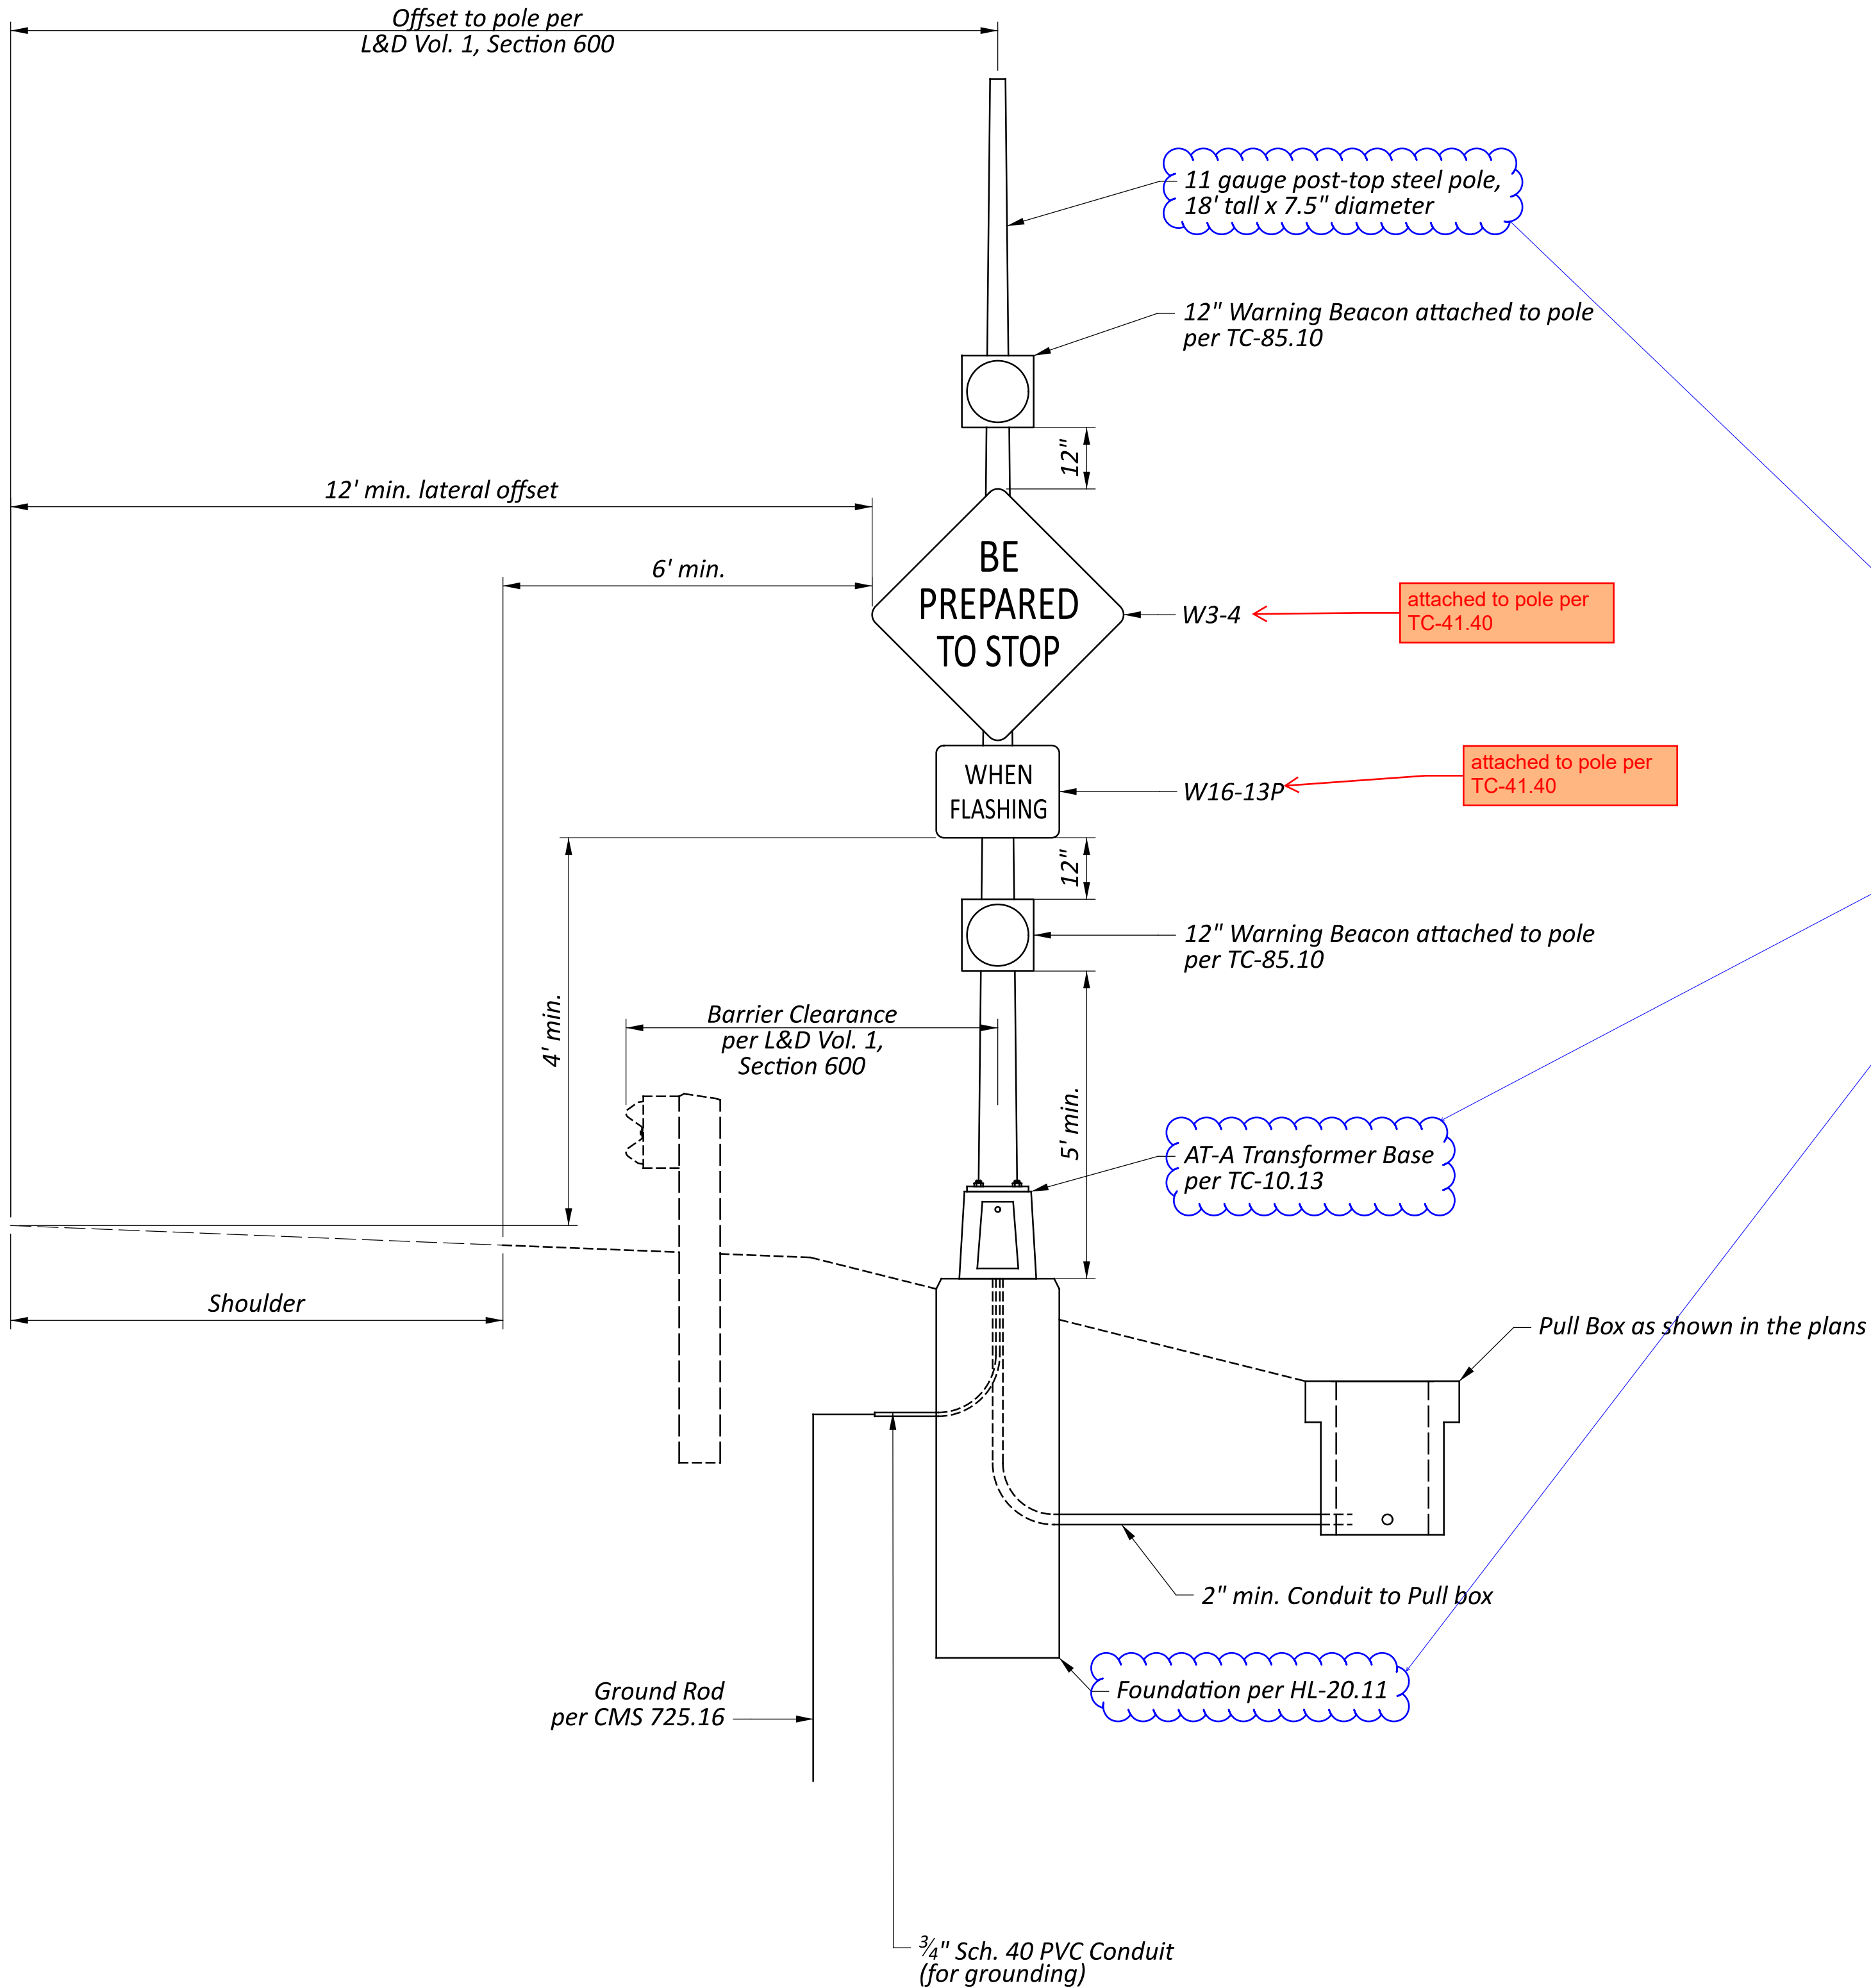 Offset to pole per
L&D Vol. 1, Section 600
11 gauge post-top steel pole,
18' tall x 7.5" diameter
12" Warning Beacon attached to pole
per TC-85.10
12"
12' min. lateral offset
6' min.
BE
PREPARED
TO STOP
W3-4
attached to pole per
TC-41.40
WHEN
FLASHING
W16-13P
attached to pole per
TC-41.40
12"
12" Warning Beacon attached to pole
per TC-85.10
4' min.
Barrier Clearance
per L&D Vol. 1,
Section 600
5' min.
AT-A Transformer Base
per TC-10.13
Shoulder
Pull Box as shown in the plans
2" min. Conduit to Pull box
Foundation per HL-20.11
Ground Rod
per CMS 725.16
¾" Sch. 40 PVC Conduit
(for grounding)